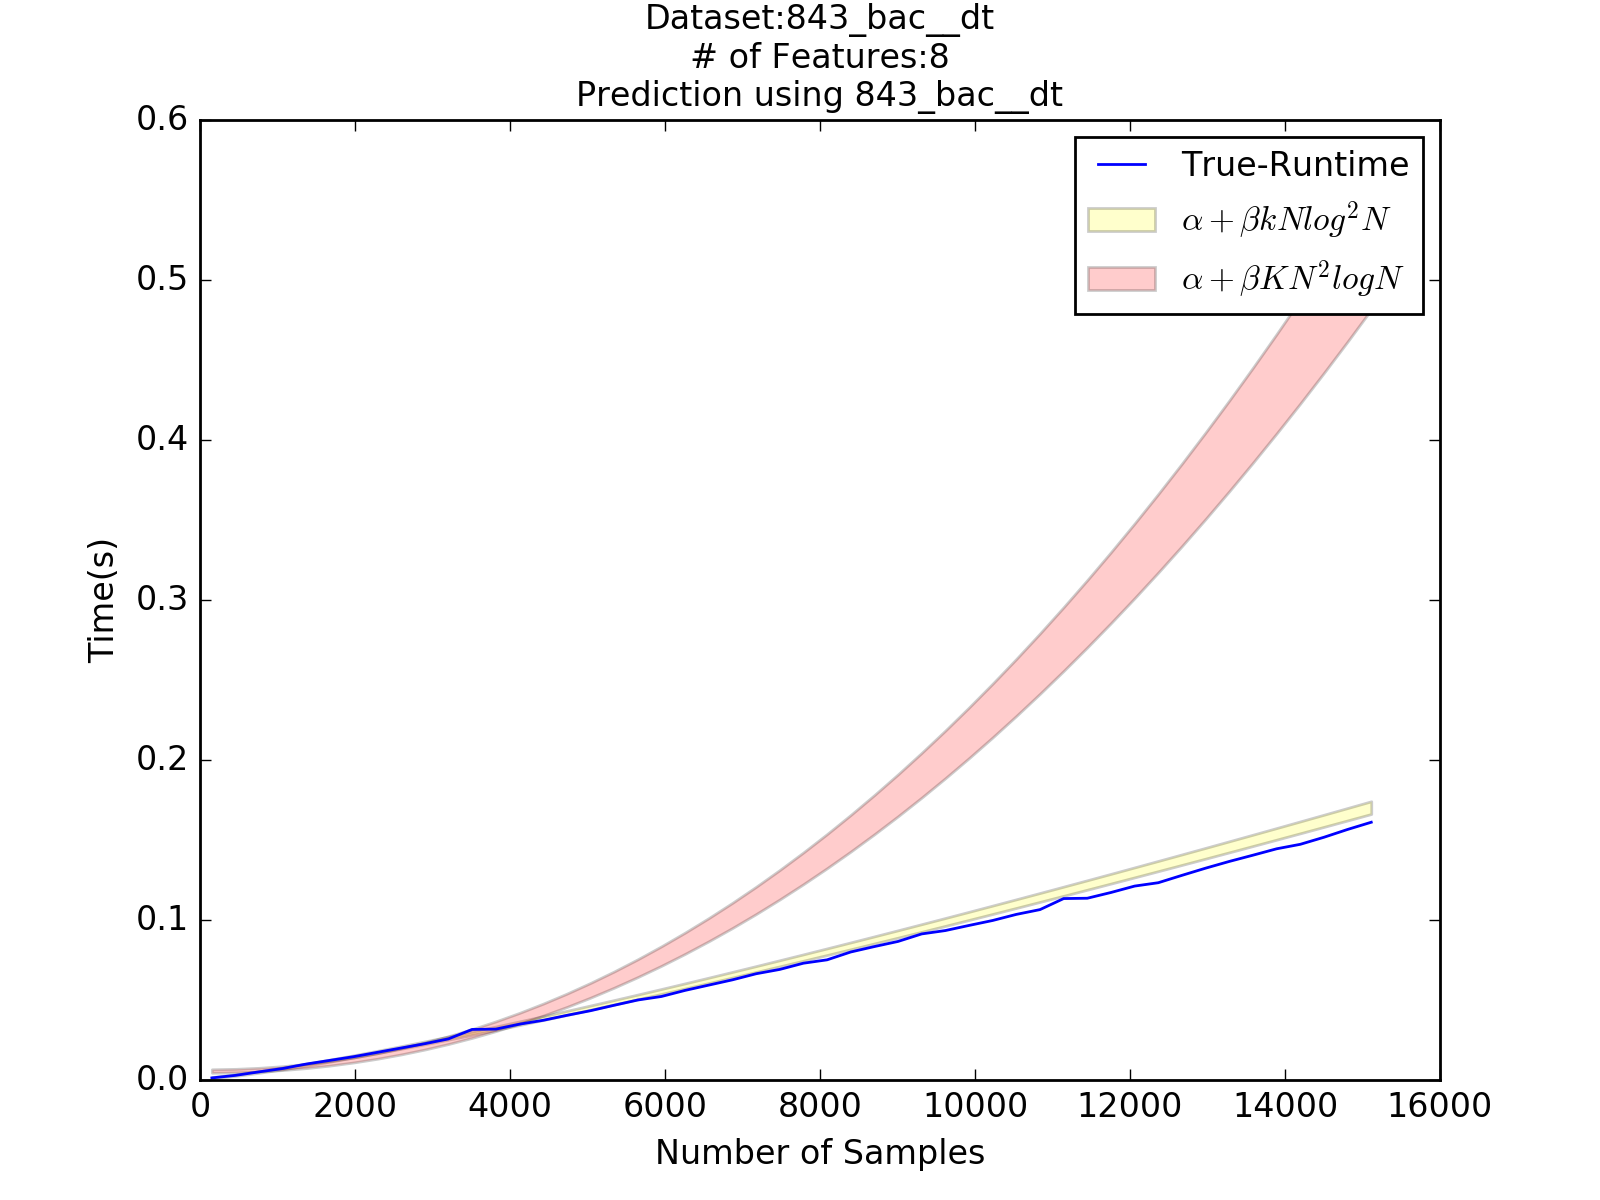 Dataset:843_bac__dt
# of Features:8
Prediction using 843_bac__dt
True-Runtime
α + βkNlog²N
α + βKN²logN
0.6
0.5
0.4
0.3
0.2
0.1
0.0
Time(s)
0 2000 4000 6000 8000 10000 12000 14000 16000
Number of Samples